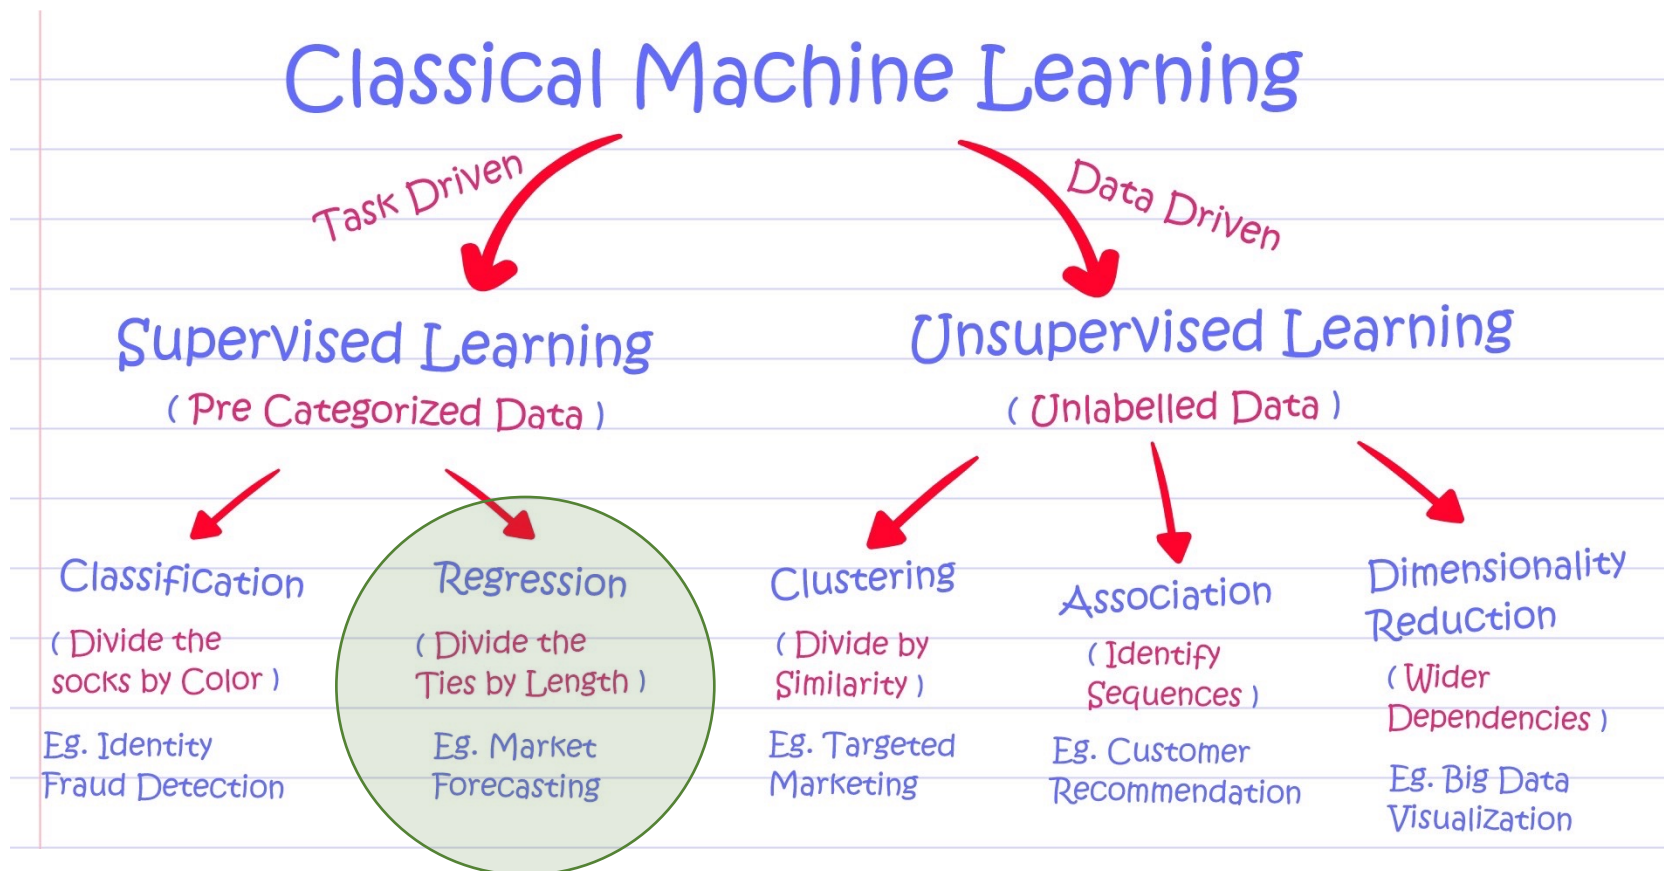 Classical Machine Learning
Task Driven
Data Driven
Supervised Learning
( Pre Categorized Data )
Unsupervised Learning
( Unlabelled Data )
Classification
( Divide the
socks by Color )
Eg. Identity
Fraud Detection
Regression
( Divide the
Ties by Length )
Eg. Market
Forecasting
Clustering
( Divide by
Similarity )
Eg. Targeted
Marketing
Association
( Identify
Sequences )
Eg. Customer
Recommendation
Dimensionality
Reduction
( Wider
Dependencies )
Eg. Big Data
Visualization